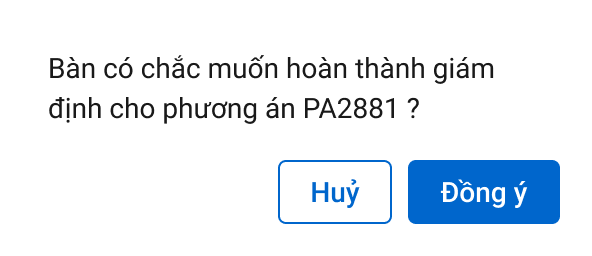 Bàn có chắc muốn hoàn thành giám
định cho phương án PA2881 ?
Huỷ
Đồng ý